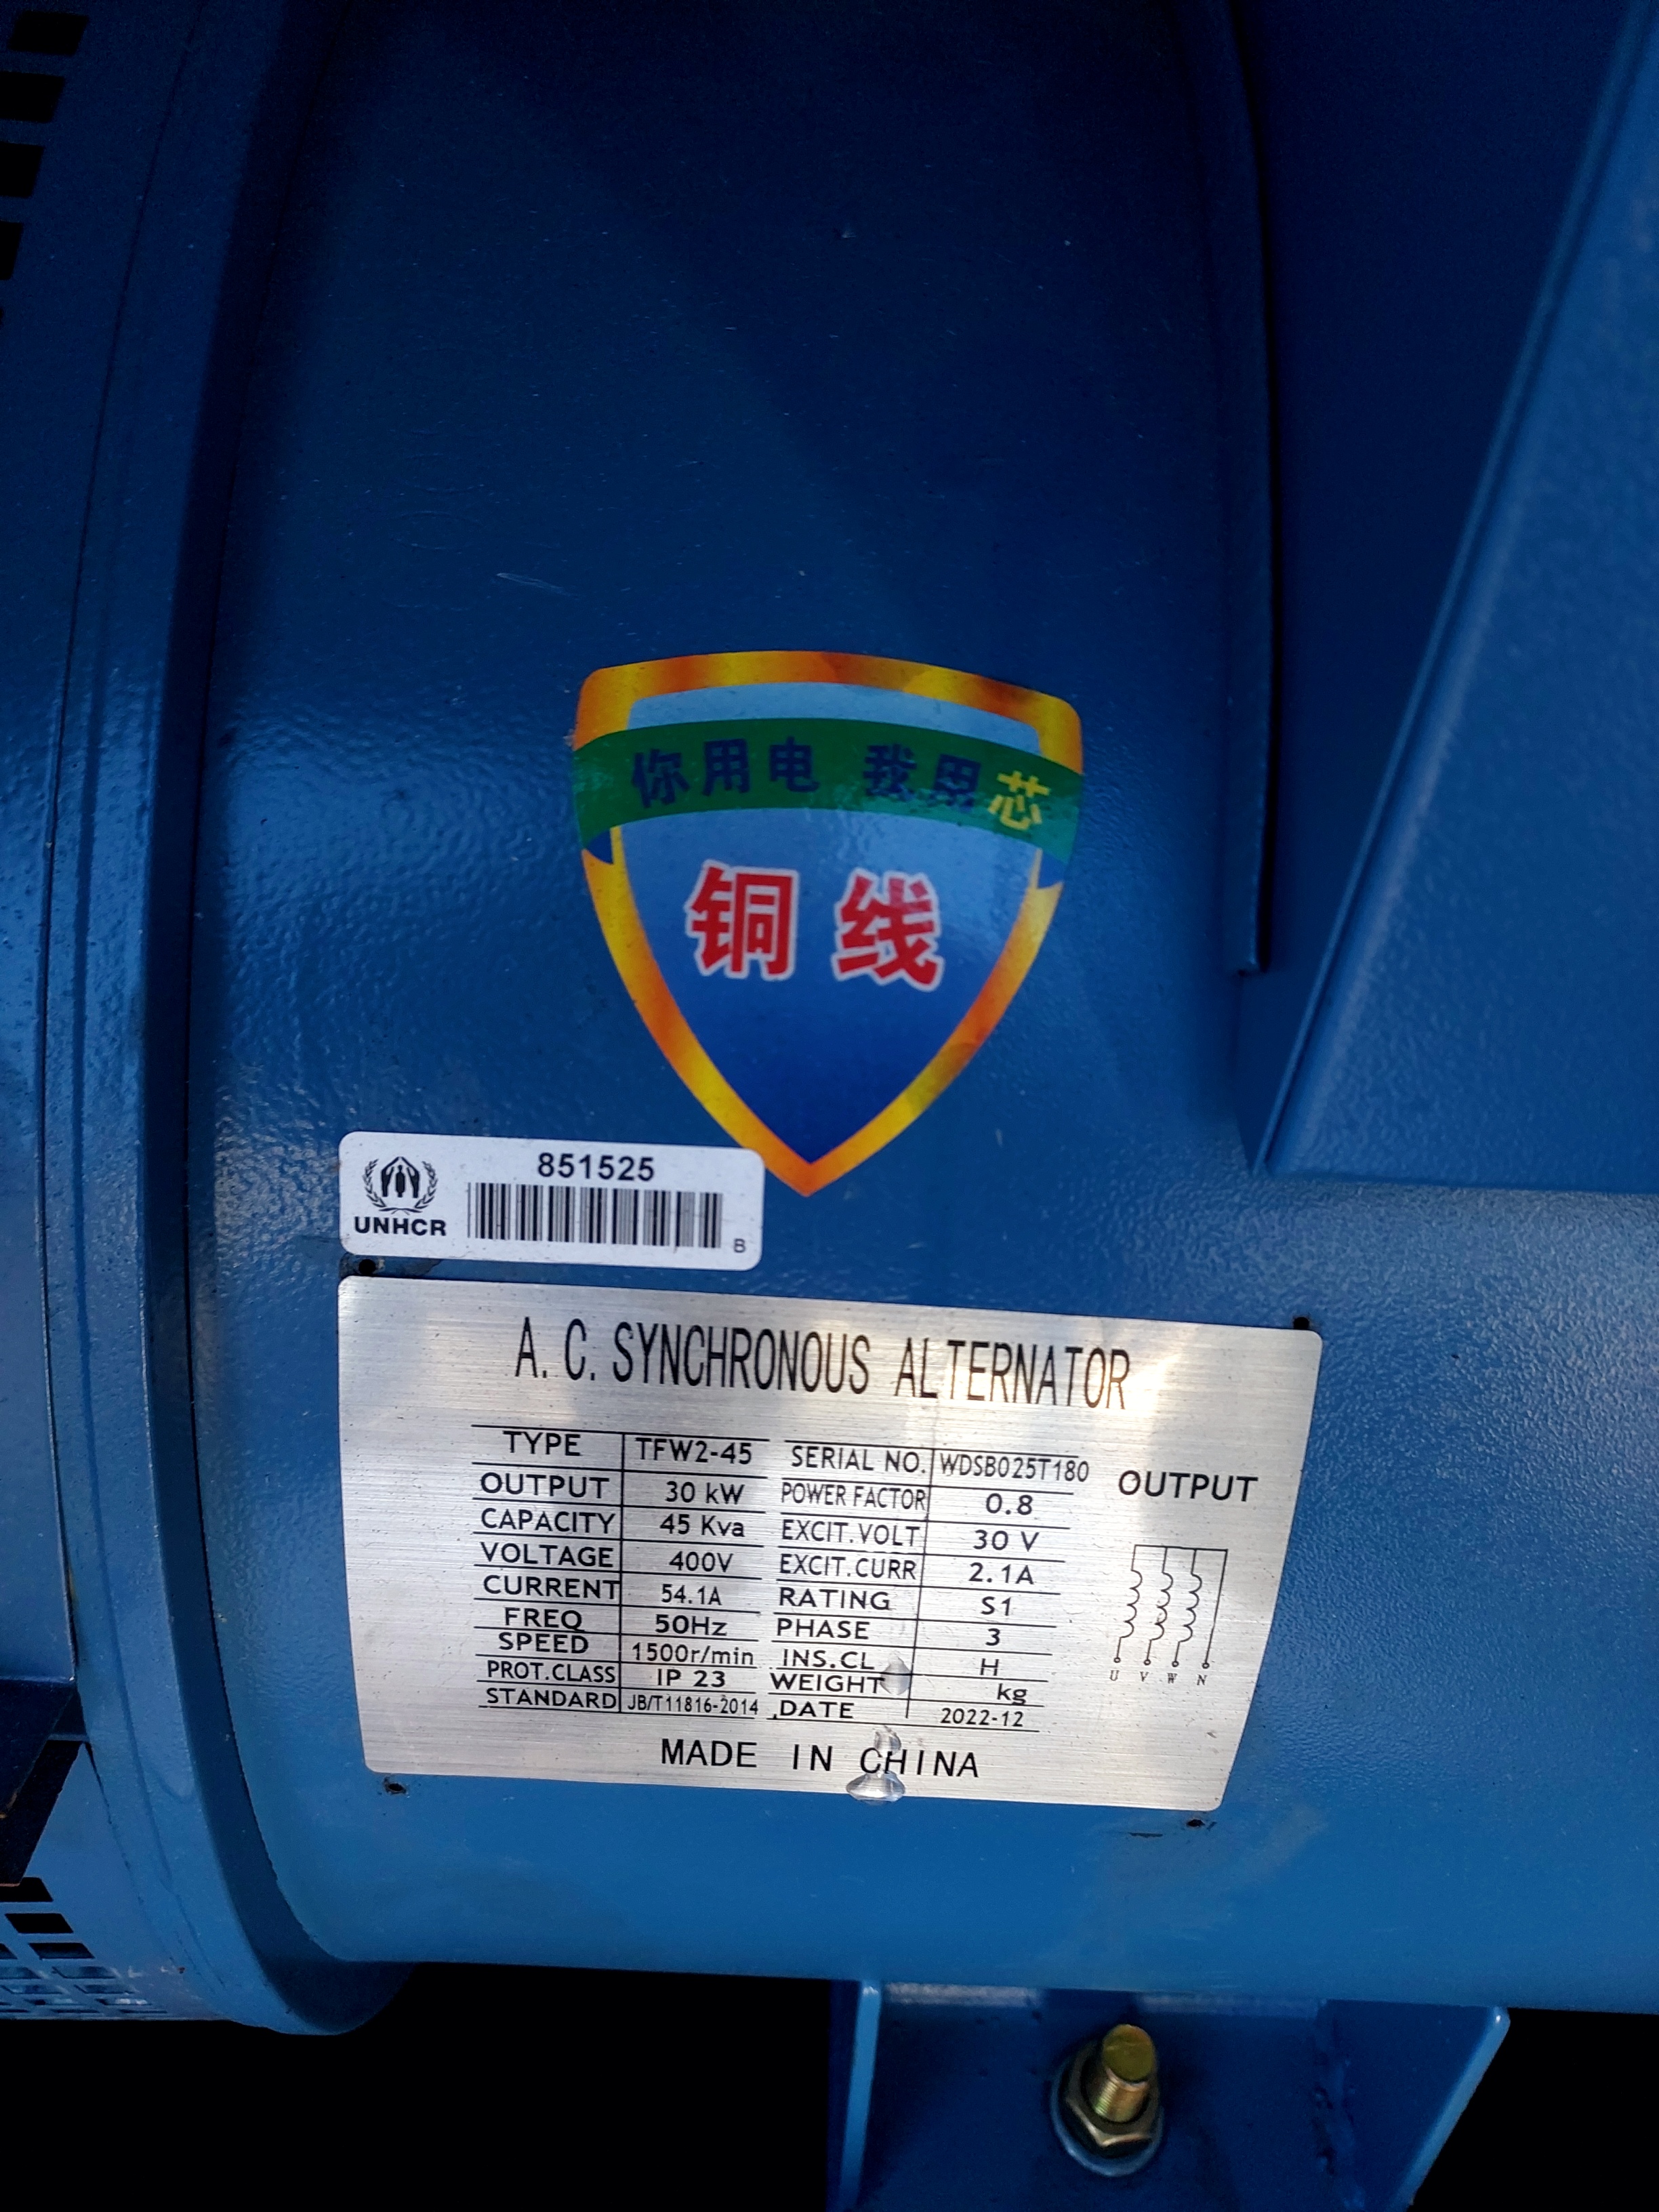 你用电 我用芯
铜线
851525
UNHCR
B
A. C. SYNCHRONOUS ALTERNATOR
TYPE TFW2-45 SERIAL NO. WDSB025T180
OUTPUT 30 kW POWER FACTOR 0.8
CAPACITY 45 Kva EXCIT.VOLT 30 V
VOLTAGE 400V EXCIT.CURR 2.1A
CURRENT 54.1A RATING S1
FREQ 50Hz PHASE 3
SPEED 1500r/min INS.CL H
PROT.CLASS IP 23 WEIGHT kg
STANDARD JB/T11816-2014 DATE 2022-12
OUTPUT
U V W N
MADE IN CHINA